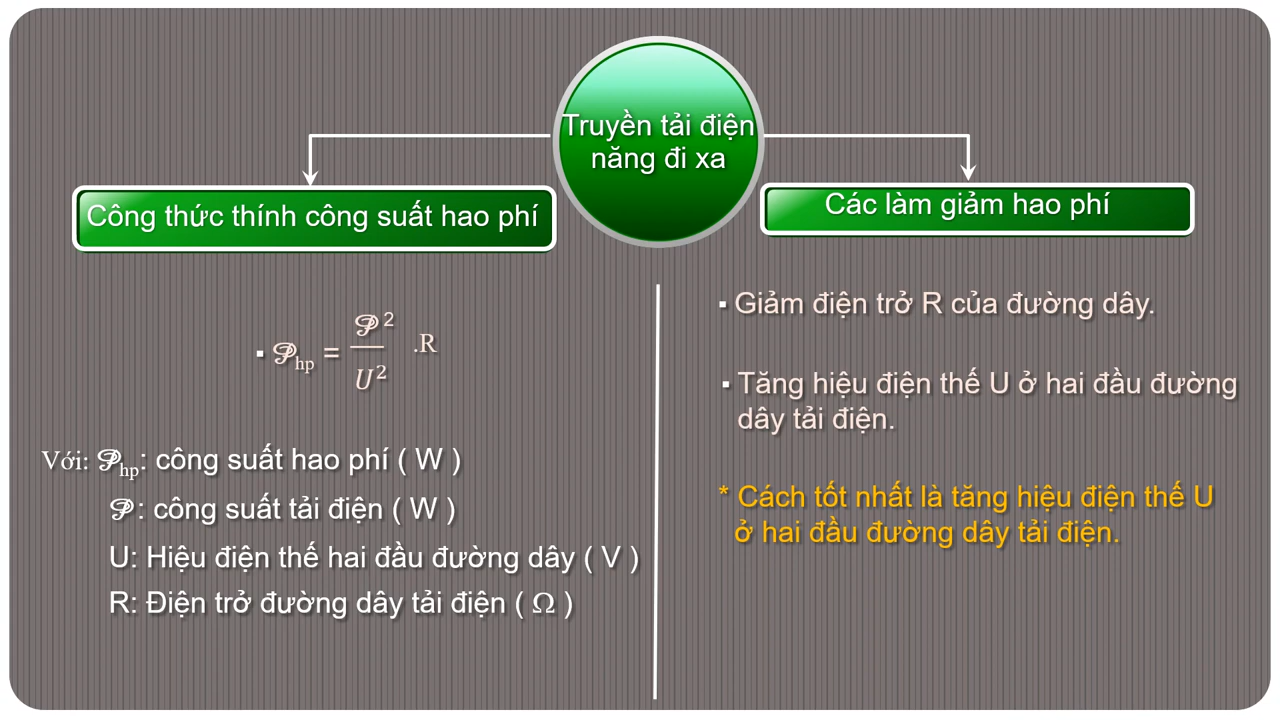 Truyền tải điện
năng đi xa
Công thức thính công suất hao phí
Các làm giảm hao phí
▪ 𝓟hp = 𝓟² / U² .R
Với: 𝓟hp: công suất hao phí ( W )
𝓟: công suất tải điện ( W )
U: Hiệu điện thế hai đầu đường dây ( V )
R: Điện trở đường dây tải điện ( Ω )
▪ Giảm điện trở R của đường dây.
▪ Tăng hiệu điện thế U ở hai đầu đường
dây tải điện.
* Cách tốt nhất là tăng hiệu điện thế U
ở hai đầu đường dây tải điện.